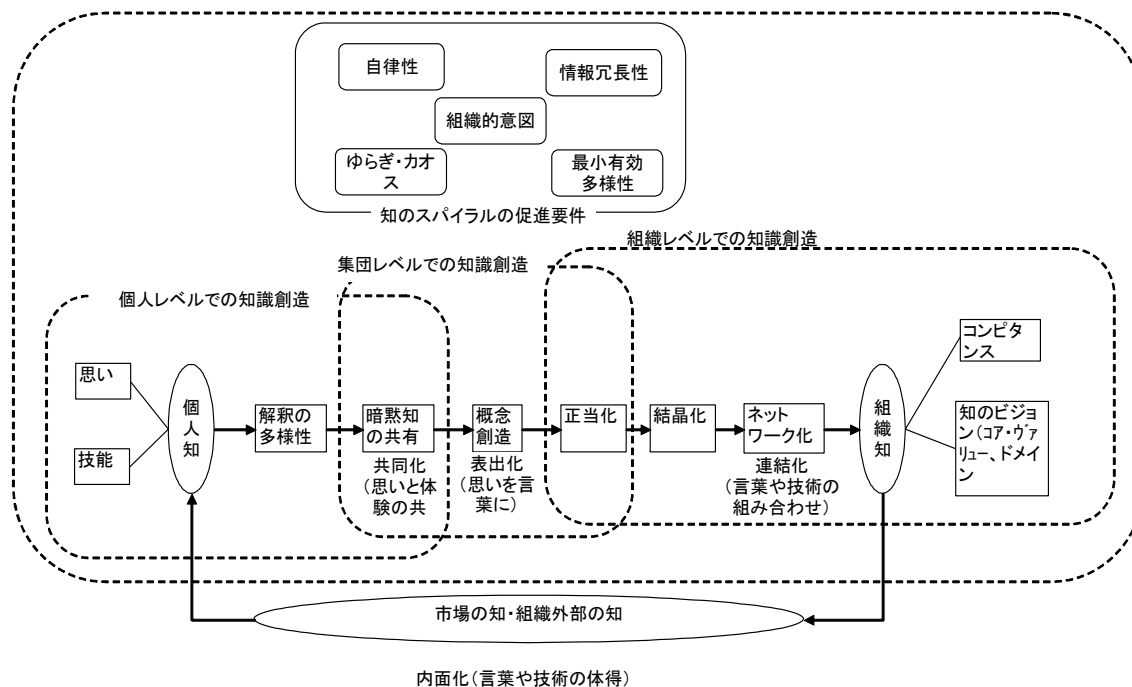 自律性
情報冗長性
組織的意図
ゆらぎ・カオ
ス
最小有効
多様性
知のスパイラルの促進要件
組織レベルでの知識創造
集団レベルでの知識創造
個人レベルでの知識創造
思い
技能
個
人
知
解釈の
多様性
暗黙知
の共有
共同化
(思いと体
験の共
概念
創造
表出化
(思いを言
葉に)
正当化
結晶化
ネット
ワーク化
連結化
(言葉や技術の
組み合わせ)
組
織
知
コンピタ
ンス
知のビジョ
ン(コア・ヴァ
リュー、ドメイ
ン
市場の知・組織外部の知
内面化(言葉や技術の体得)